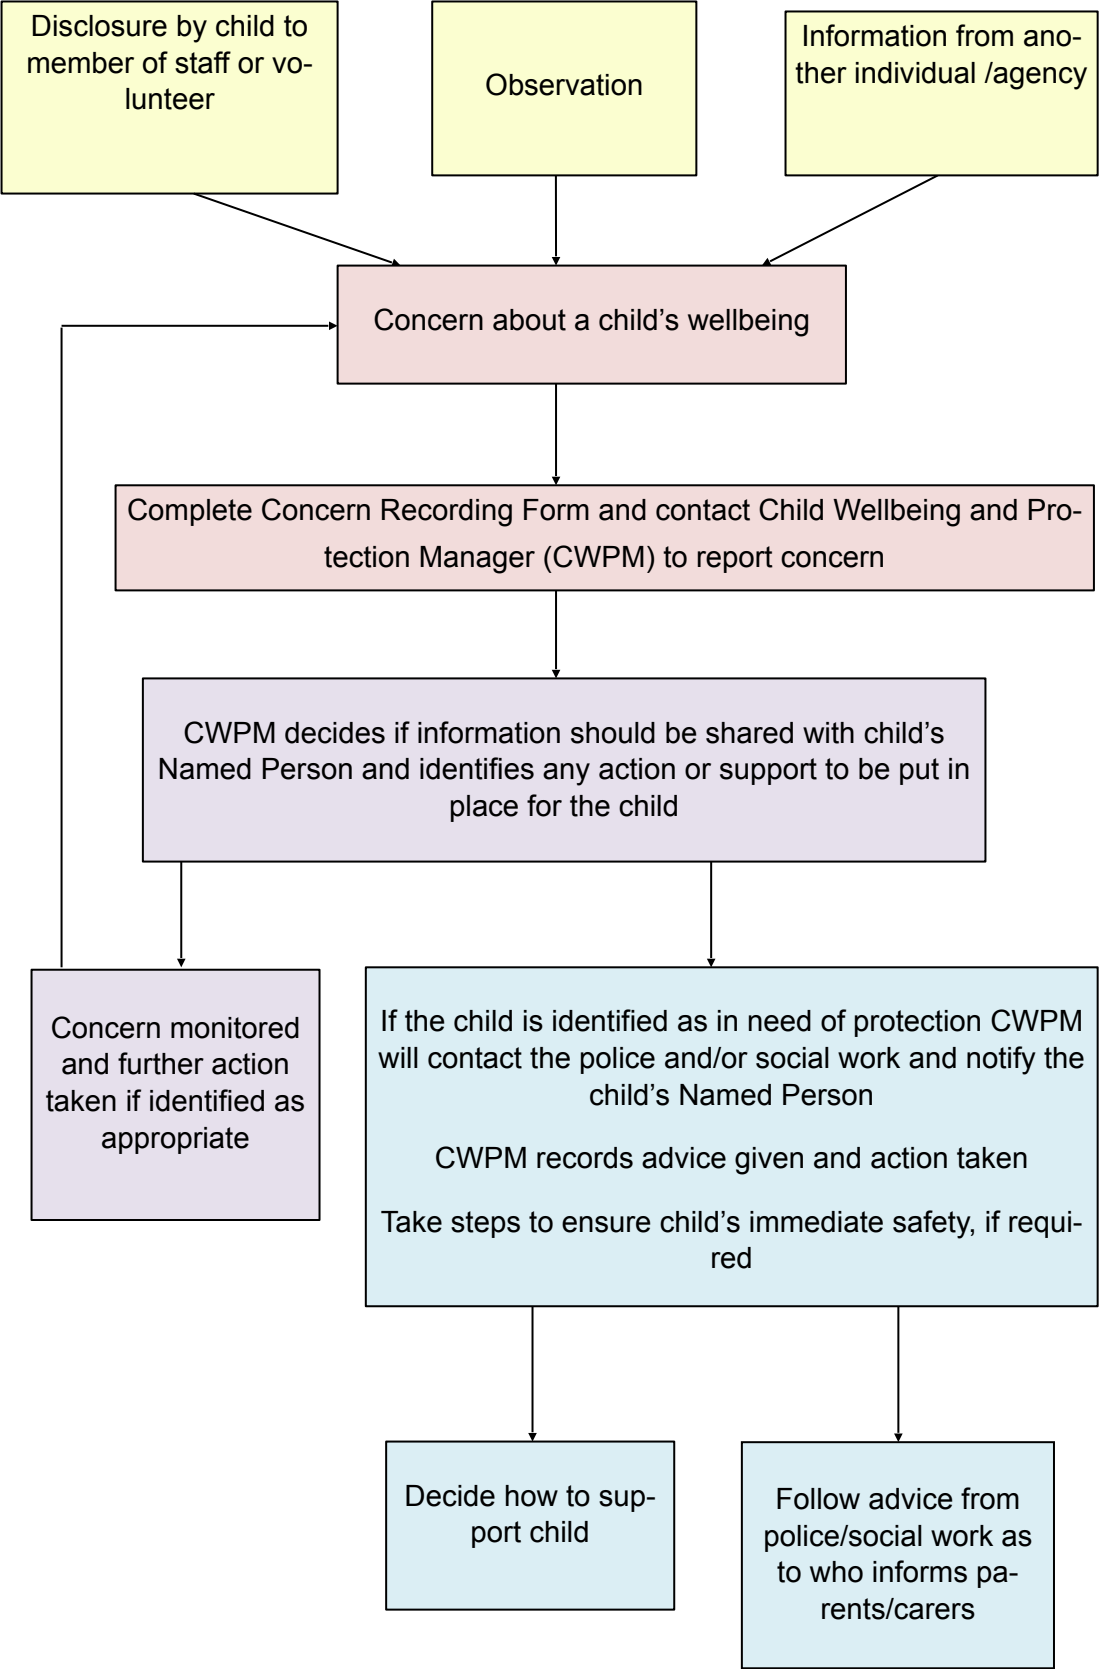 Disclosure by child to
member of staff or vo-
lunteer
Observation
Information from ano-
ther individual /agency
Concern about a child’s wellbeing
Complete Concern Recording Form and contact Child Wellbeing and Pro-
tection Manager (CWPM) to report concern
CWPM decides if information should be shared with child’s
Named Person and identifies any action or support to be put in
place for the child
Concern monitored
and further action
taken if identified as
appropriate
If the child is identified as in need of protection CWPM
will contact the police and/or social work and notify the
child’s Named Person
CWPM records advice given and action taken
Take steps to ensure child’s immediate safety, if requi-
red
Decide how to sup-
port child
Follow advice from
police/social work as
to who informs pa-
rents/carers